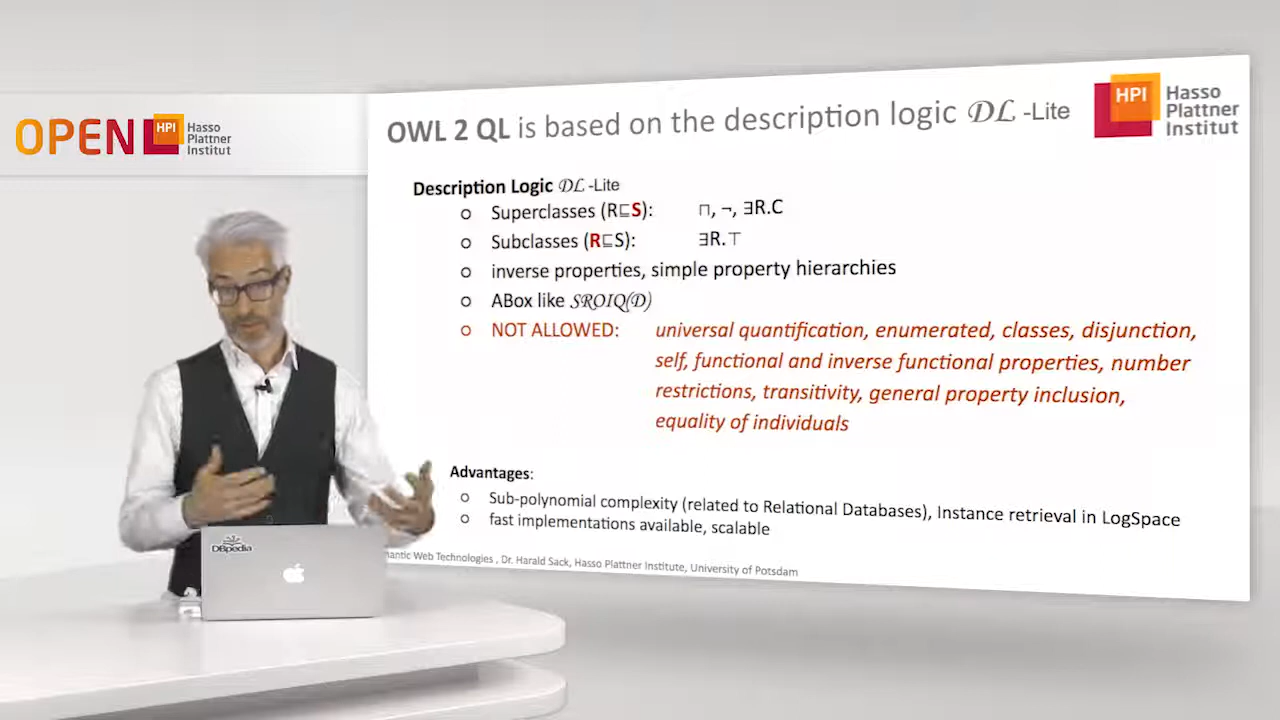 OPEN HPI Hasso
Plattner
Institut
OWL 2 QL is based on the description logic 𝒟ℒ -Lite
HPI Hasso
Plattner
Institut
Description Logic 𝒟ℒ -Lite
o Superclasses (R⊑S): ⊓, ¬, ∃R.C
o Subclasses (R⊑S): ∃R.⊤
o inverse properties, simple property hierarchies
o ABox like 𝒮ℛ𝒪ℐ𝒬(𝒟)
o NOT ALLOWED: universal quantification, enumerated, classes, disjunction,
self, functional and inverse functional properties, number
restrictions, transitivity, general property inclusion,
equality of individuals
Advantages:
o Sub-polynomial complexity (related to Relational Databases), Instance retrieval in LogSpace
o fast implementations available, scalable
Web Technologies , Dr. Harald Sack, Hasso Plattner Institute, University of Potsdam
DBpedia